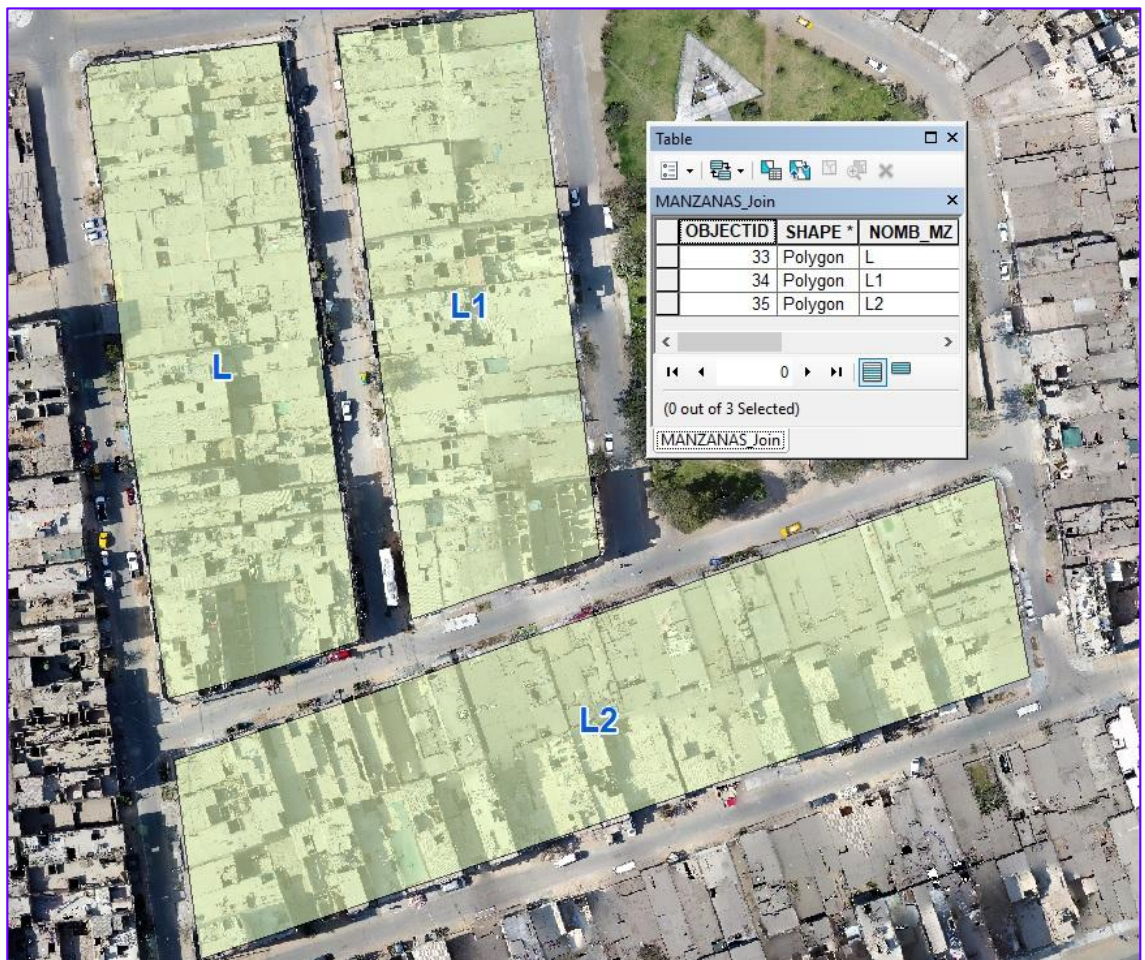 Table
MANZANAS_Join
OBJECTID SHAPE * NOMB_MZ
33 Polygon L
34 Polygon L1
35 Polygon L2
0
(0 out of 3 Selected)
MANZANAS_Join
L1
L
L2